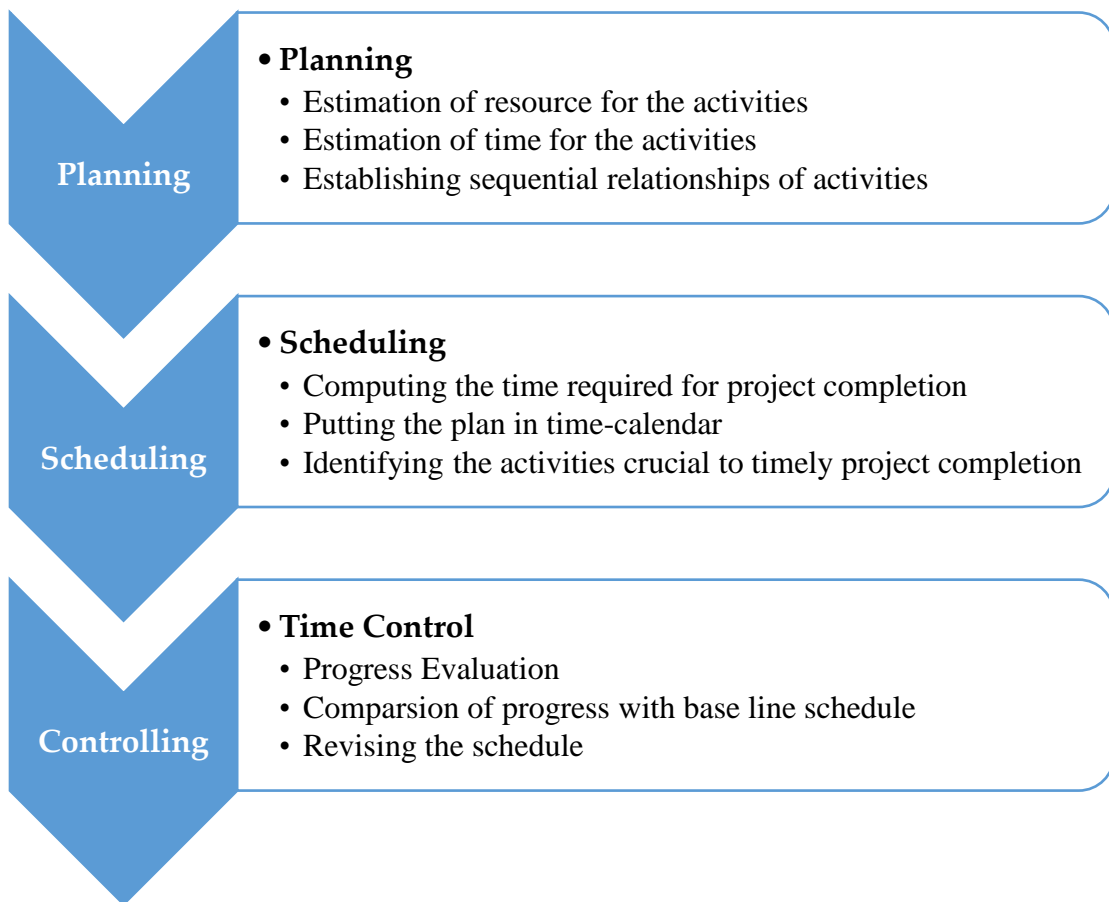 Planning
• Planning
• Estimation of resource for the activities
• Estimation of time for the activities
• Establishing sequential relationships of activities
Scheduling
• Scheduling
• Computing the time required for project completion
• Putting the plan in time-calendar
• Identifying the activities crucial to timely project completion
Controlling
• Time Control
• Progress Evaluation
• Comparsion of progress with base line schedule
• Revising the schedule